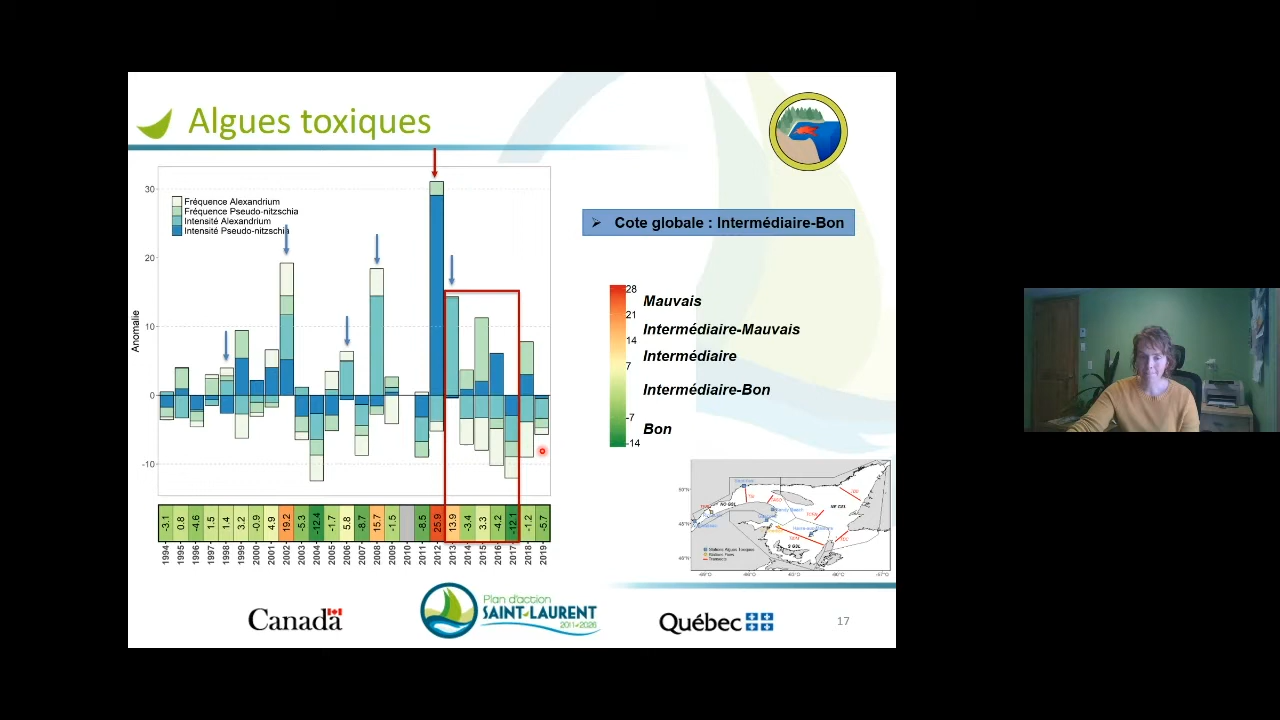 Algues toxiques
Fréquence Alexandrium
Fréquence Pseudo-nitzschia
Intensité Alexandrium
Intensité Pseudo-nitzschia
Anomalie
30
20
10
0
-10
-3.1 0.8 -4.6 1.5 1.4 3.2 -0.9 4.9 19.2 -5.3 -12.4 -1.7 5.8 -8.7 15.7 -1.5 -8.5 25.9 13.9 -3.4 3.3 -4.2 -12.1 -1.2 -5.7
1994 1995 1996 1997 1998 1999 2000 2001 2002 2003 2004 2005 2006 2007 2008 2009 2010 2011 2012 2013 2014 2015 2016 2017 2018 2019
➢ Cote globale : Intermédiaire-Bon
28
21
14
7
-7
-14
Mauvais
Intermédiaire-Mauvais
Intermédiaire
Intermédiaire-Bon
Bon
Canada
Plan d'action
SAINT-LAURENT
2011-2026
Québec
17